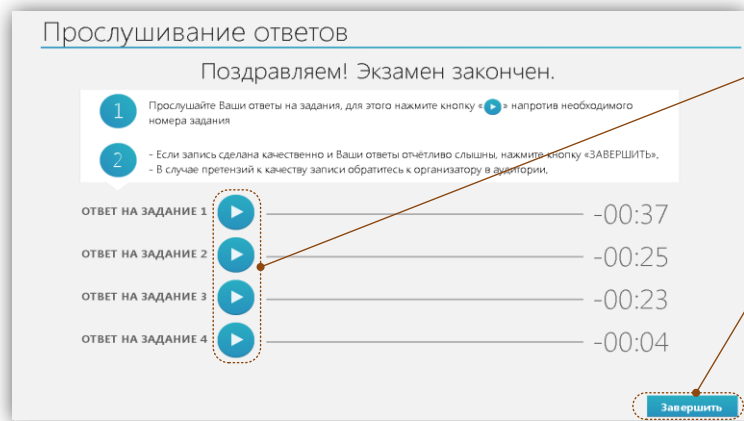 Прослушивание ответов
Поздравляем! Экзамен закончен.
1
Прослушайте Ваши ответы на задания, для этого нажмите кнопку «▶» напротив необходимого
номера задания
2
- Если запись сделана качественно и Ваши ответы отчётливо слышны, нажмите кнопку «ЗАВЕРШИТЬ»,
- В случае претензий к качеству записи обратитесь к организатору в аудитории,
ОТВЕТ НА ЗАДАНИЕ 1 -00:37
ОТВЕТ НА ЗАДАНИЕ 2 -00:25
ОТВЕТ НА ЗАДАНИЕ 3 -00:23
ОТВЕТ НА ЗАДАНИЕ 4 -00:04
Завершить